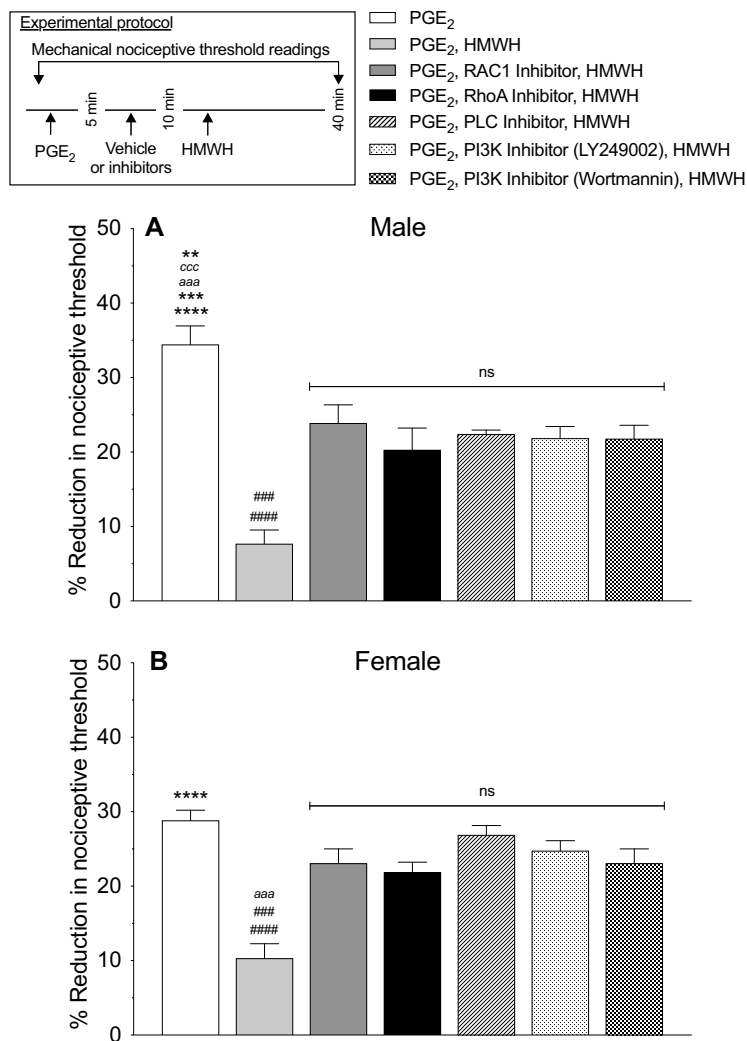 Experimental protocol
Mechanical nociceptive threshold readings
5 min
10 min
40 min
PGE₂
Vehicle
or inhibitors
HMWH
PGE₂
PGE₂, HMWH
PGE₂, RAC1 Inhibitor, HMWH
PGE₂, RhoA Inhibitor, HMWH
PGE₂, PLC Inhibitor, HMWH
PGE₂, PI3K Inhibitor (LY249002), HMWH
PGE₂, PI3K Inhibitor (Wortmannin), HMWH
A
Male
% Reduction in nociceptive threshold
50
40
30
20
10
0
**
ccc
aaa
***
****
###
####
ns
B
Female
% Reduction in nociceptive threshold
50
40
30
20
10
0
****
aaa
###
####
ns